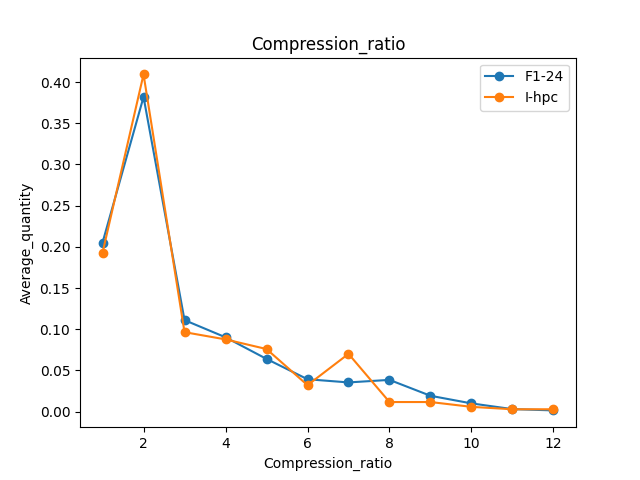 Compression_ratio
F1-24
I-hpc
0.40
0.35
0.30
0.25
0.20
0.15
0.10
0.05
0.00
Average_quantity
2 4 6 8 10 12
Compression_ratio